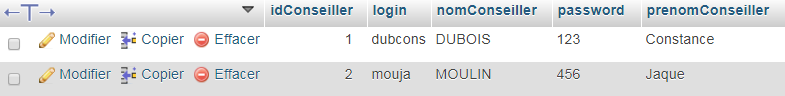 idConseiller login nomConseiller password prenomConseiller
Modifier Copier Effacer 1 dubcons DUBOIS 123 Constance
Modifier Copier Effacer 2 mouja MOULIN 456 Jaque